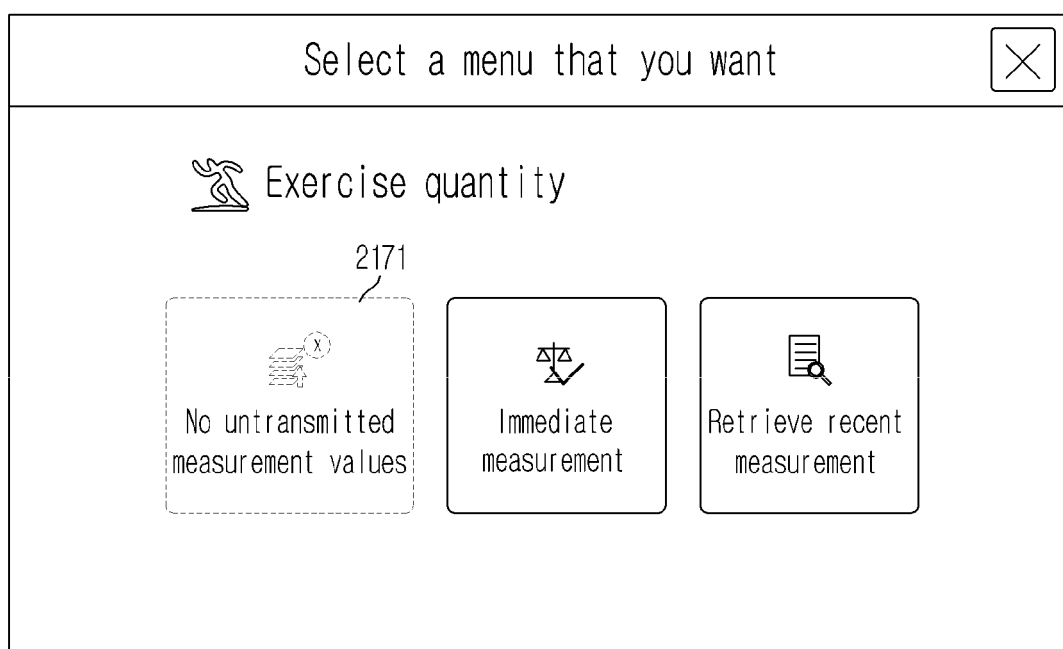 Select a menu that you want
Exercise quantity
2171
X
No untransmitted
measurement values
Immediate
measurement
Retrieve recent
measurement